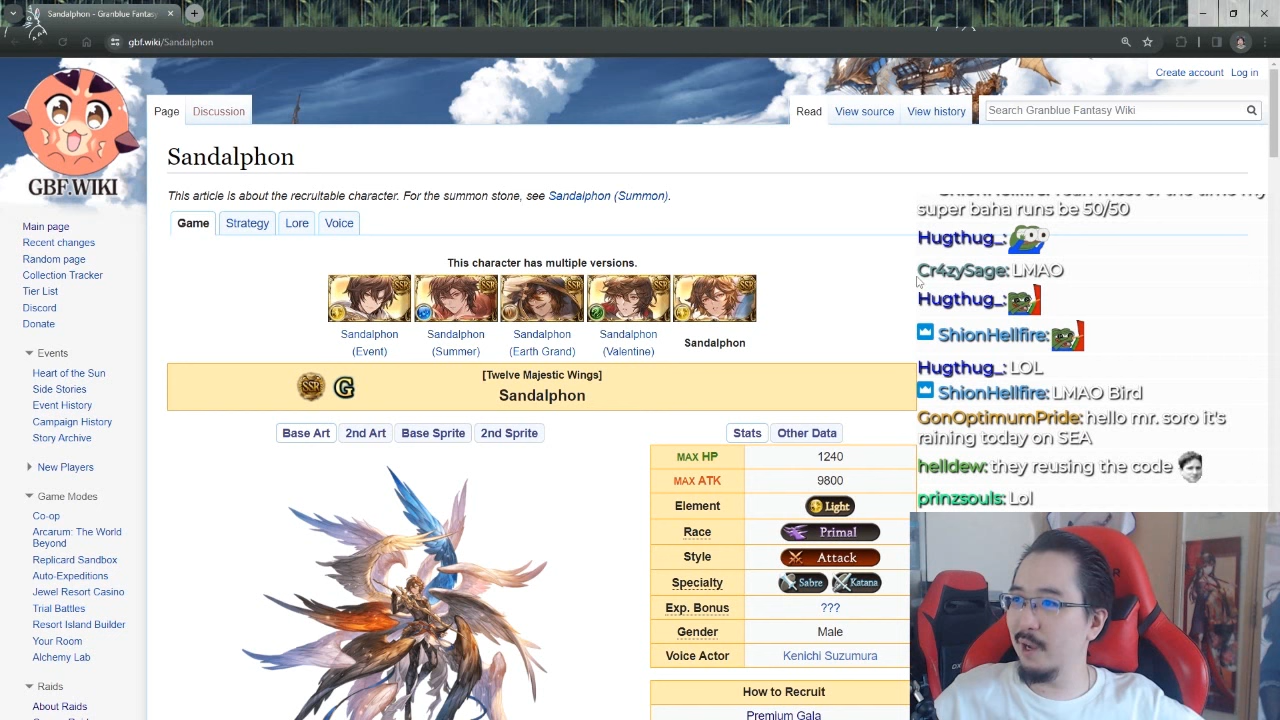 Sandalphon - Granblue Fantasy
gbf.wiki/Sandalphon
Create account Log in
Page Discussion Read View source View history Search Granblue Fantasy Wiki
GBF.WIKI
Main page
Recent changes
Random page
Collection Tracker
Tier List
Discord
Donate
Events
Heart of the Sun
Side Stories
Event History
Campaign History
Story Archive
New Players
Game Modes
Co-op
Arcarum: The World
Beyond
Replicard Sandbox
Auto-Expeditions
Jewel Resort Casino
Trial Battles
Resort Island Builder
Your Room
Alchemy Lab
Raids
About Raids
Sandalphon
This article is about the recruitable character. For the summon stone, see Sandalphon (Summon).
Game Strategy Lore Voice
This character has multiple versions.
SSR SSR SSR SSR SSR
Sandalphon
(Event)
Sandalphon
(Summer)
Sandalphon
(Earth Grand)
Sandalphon
(Valentine)
Sandalphon
SSR G
[Twelve Majestic Wings]
Sandalphon
Base Art 2nd Art Base Sprite 2nd Sprite
Stats Other Data
MAX HP 1240
MAX ATK 9800
Element Light
Race Primal
Style Attack
Specialty Sabre Katana
Exp. Bonus ???
Gender Male
Voice Actor Kenichi Suzumura
How to Recruit
Premium Gala
super baha runs be 50/50
Hugthug_:
Cr4zySage: LMAO
Hugthug_:
ShionHellfire:
Hugthug_: LOL
ShionHellfire: LMAO Bird
GonOptimumPride: hello mr. soro it's
raining today on SEA
helldew: they reusing the code
prinzsouls: Lol